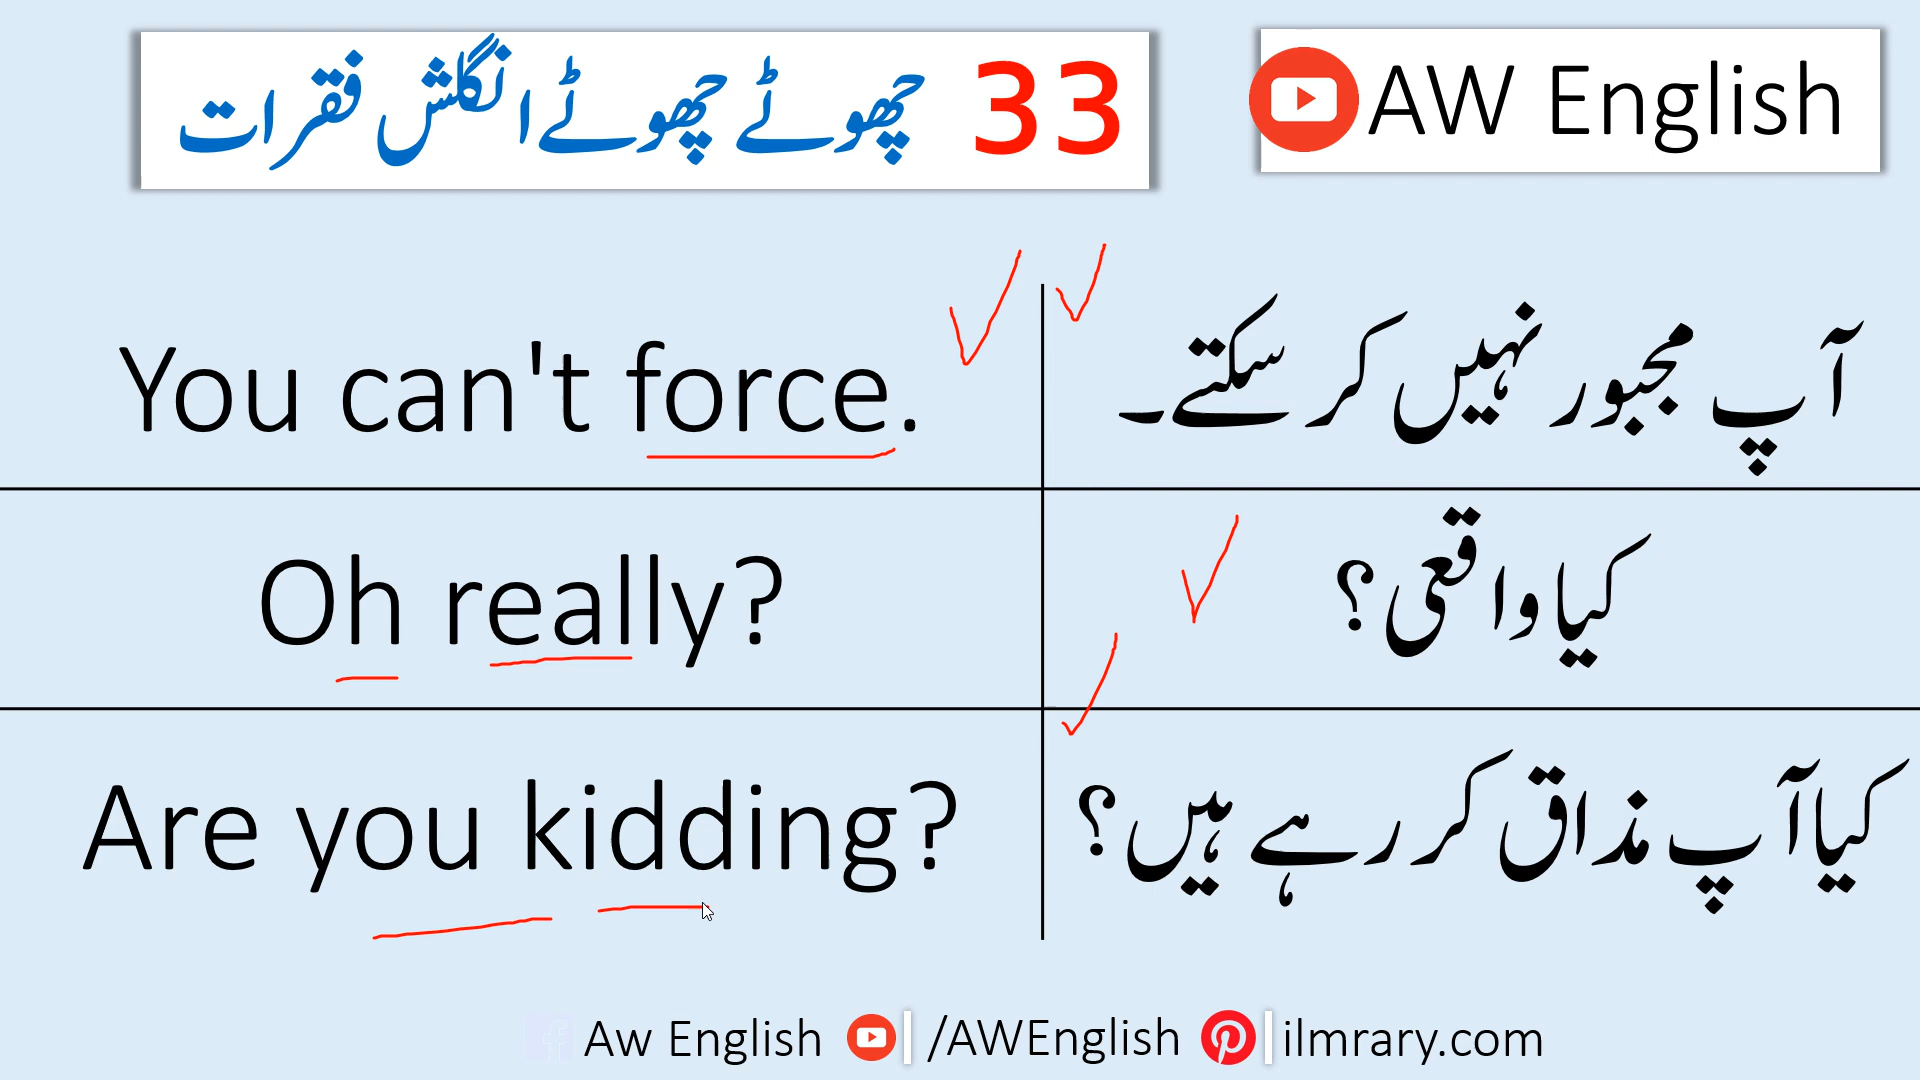 33 چھوٹے چھوٹے انگلش فقرات
AW English
You can't force.
آپ مجبور نہیں کر سکتے۔
Oh really?
کیا واقعی؟
Are you kidding?
کیا آپ مذاق کر رہے ہیں؟
Aw English | /AWEnglish | ilmrary.com